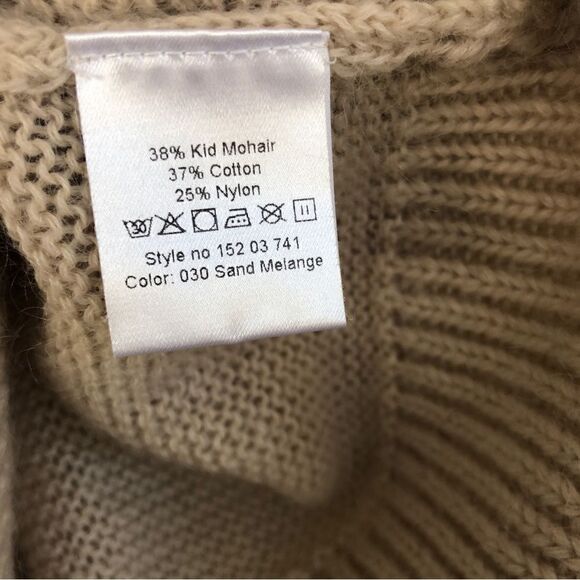 38% Kid Mohair
37% Cotton
25% Nylon
30
Style no 152 03 741
Color: 030 Sand Melange